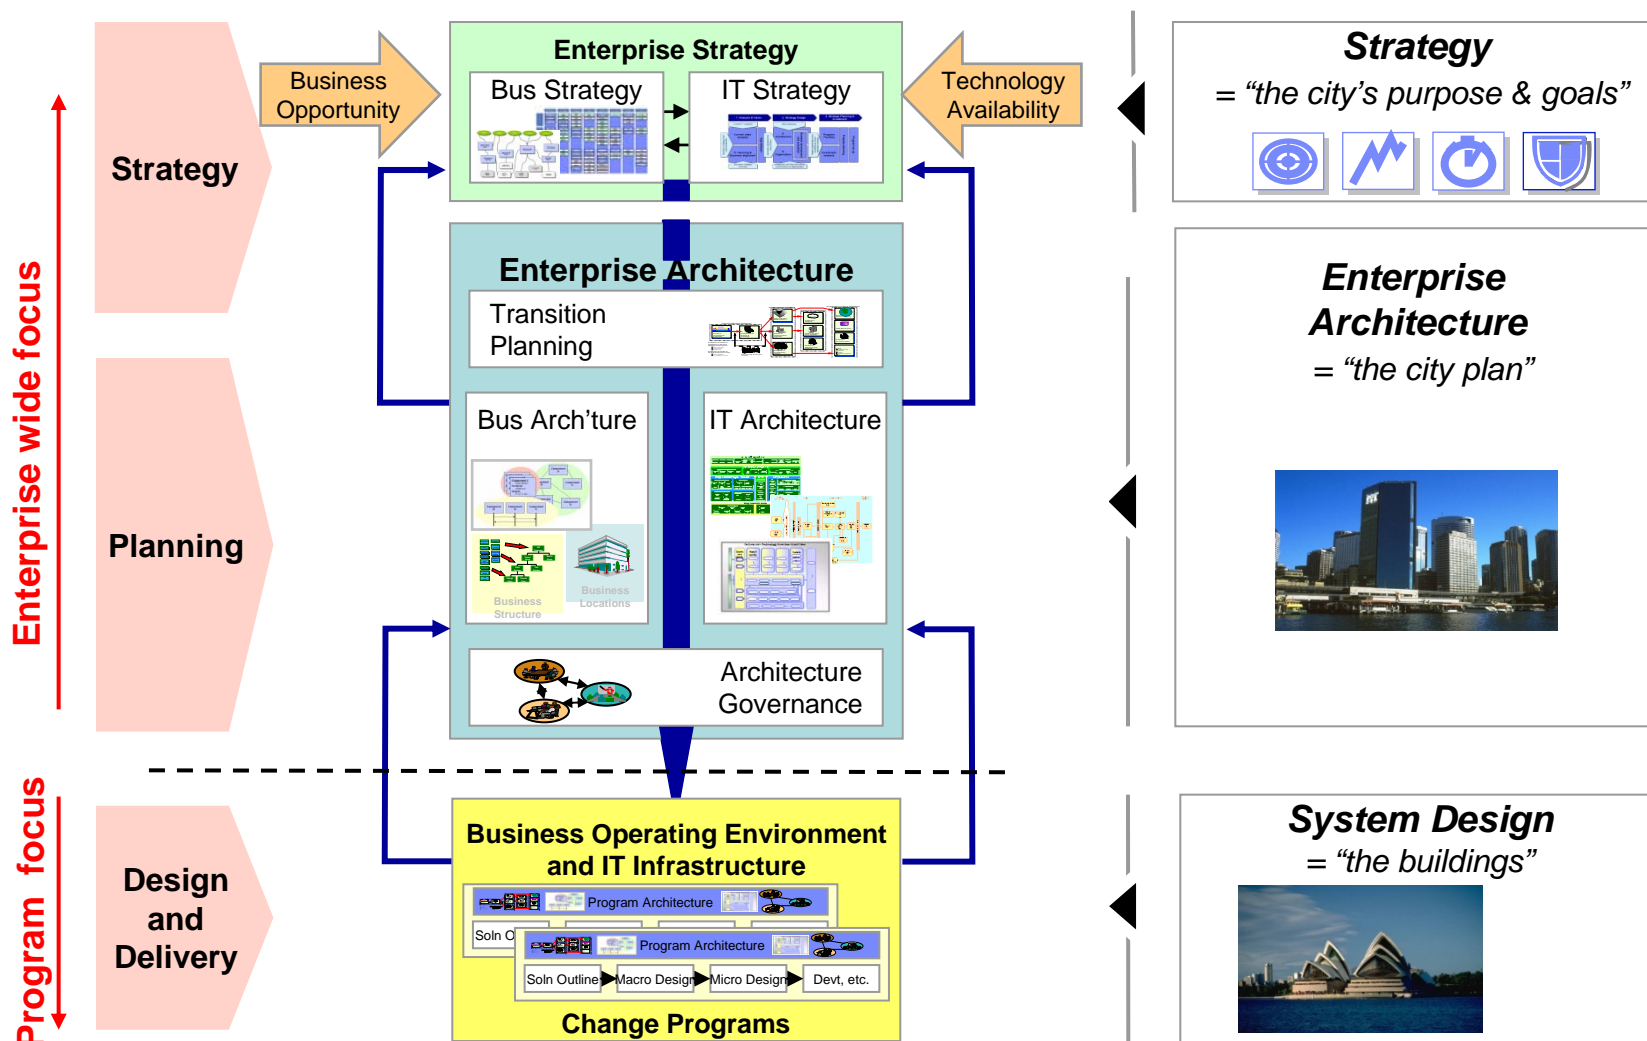 Enterprise wide focus
Program  focus
Strategy
Planning
Design
and
Delivery
Business
Opportunity
Enterprise Strategy
Bus Strategy
IT Strategy
Technology
Availability
Enterprise Architecture
Transition
Planning
Bus Arch’ture
IT Architecture
Business
Structure
Business
Locations
Architecture
Governance
Business Operating Environment
and IT Infrastructure
Program Architecture
Soln O
Program Architecture
Soln Outline
Macro Design
Micro Design
Devt, etc.
Change Programs
Strategy
= “the city’s purpose & goals”
Enterprise
Architecture
= “the city plan”
System Design
= “the buildings”